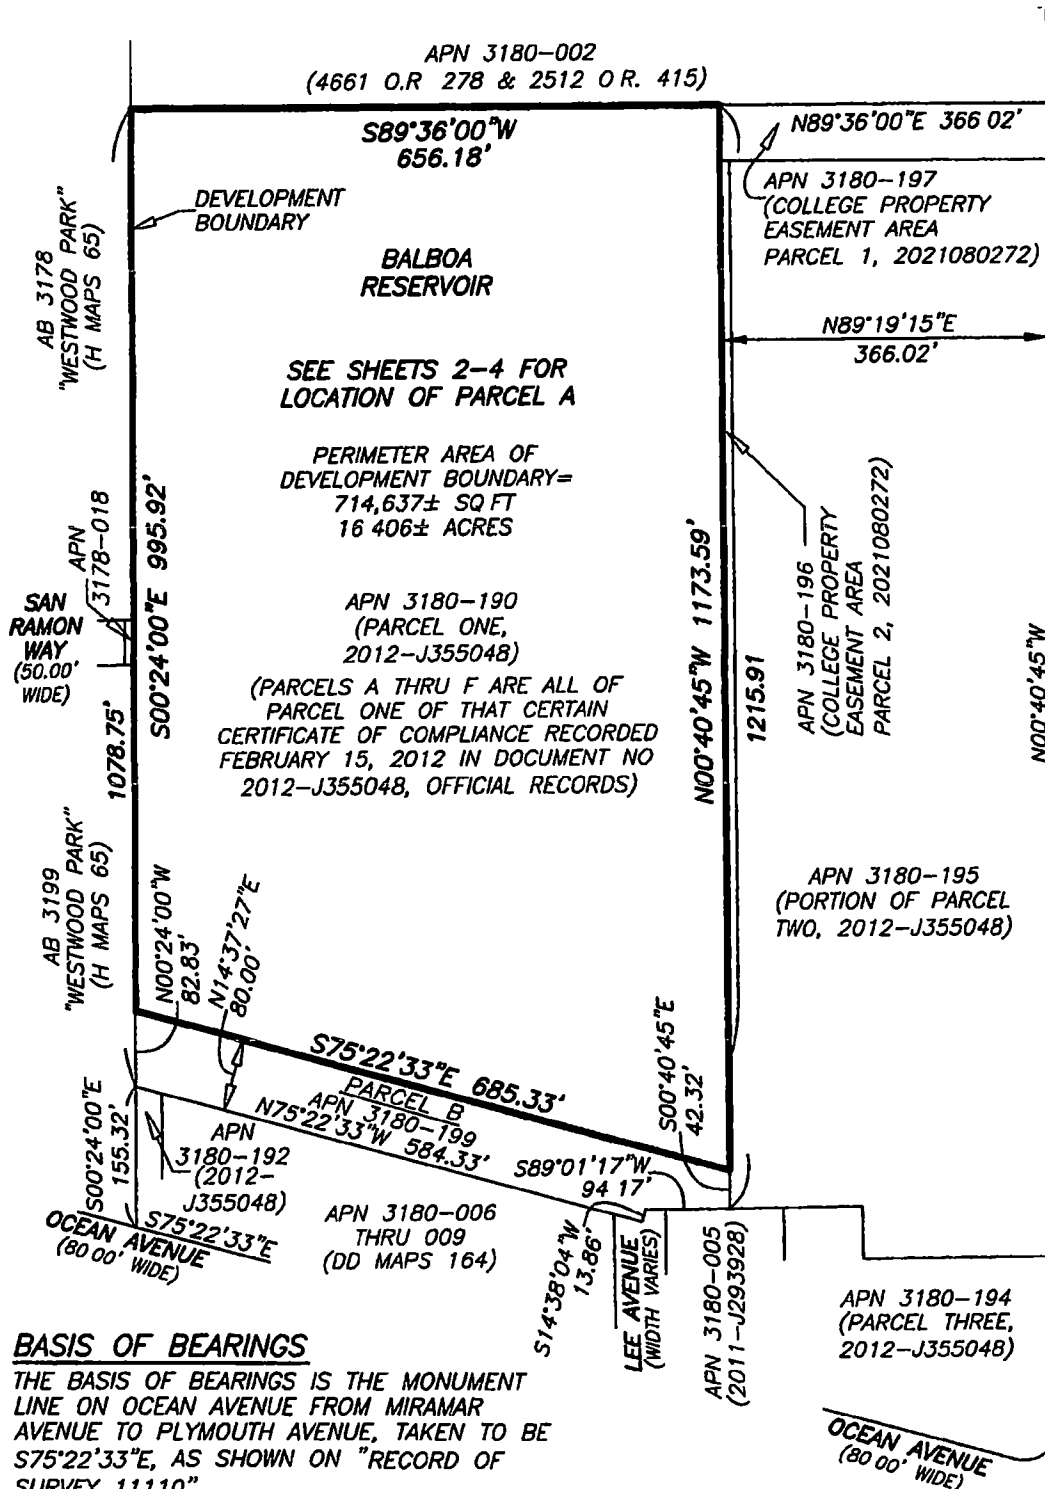 APN 3180-002
(4661 O.R 278 & 2512 O R. 415)
S89°36'00"W
656.18'
N89°36'00"E 366 02'
DEVELOPMENT
BOUNDARY
APN 3180-197
(COLLEGE PROPERTY
EASEMENT AREA
PARCEL 1, 2021080272)
AB 3178
"WESTWOOD PARK"
(H MAPS 65)
BALBOA
RESERVOIR
N89°19'15"E
366.02'
SEE SHEETS 2-4 FOR
LOCATION OF PARCEL A
PERIMETER AREA OF
DEVELOPMENT BOUNDARY=
714,637± SQ FT
16 406± ACRES
APN
3178-018
S00°24'00"E 995.92'
1078.75'
N00°40'45"W 1173.59'
1215.91
APN 3180-196
(COLLEGE PROPERTY
EASEMENT AREA
PARCEL 2, 2021080272)
SAN
RAMON
WAY
(50.00'
WIDE)
N00°40'45"W
APN 3180-190
(PARCEL ONE,
2012-J355048)
(PARCELS A THRU F ARE ALL OF
PARCEL ONE OF THAT CERTAIN
CERTIFICATE OF COMPLIANCE RECORDED
FEBRUARY 15, 2012 IN DOCUMENT NO
2012-J355048, OFFICIAL RECORDS)
AB 3199
"WESTWOOD PARK"
(H MAPS 65)
APN 3180-195
(PORTION OF PARCEL
TWO, 2012-J355048)
N00°24'00"W
82.83'
N14°37'27"E
80.00'
S75°22'33"E 685.33'
PARCEL B
APN 3180-199
N75°22'33"W 584.33'
S00°40'45"E
42.32'
S00°24'00"E
155.32'
APN
3180-192
(2012-
J355048)
S89°01'17"W
94 17'
S75°22'33"E
OCEAN AVENUE
(80 00' WIDE)
APN 3180-006
THRU 009
(DD MAPS 164)
S14°38'04"W
13.86'
LEE AVENUE
(WIDTH VARIES)
APN 3180-005
(2011-J293928)
APN 3180-194
(PARCEL THREE,
2012-J355048)
OCEAN AVENUE
(80 00' WIDE)
BASIS OF BEARINGS
THE BASIS OF BEARINGS IS THE MONUMENT
LINE ON OCEAN AVENUE FROM MIRAMAR
AVENUE TO PLYMOUTH AVENUE, TAKEN TO BE
S75°22'33"E, AS SHOWN ON "RECORD OF
SURVEY 11110"